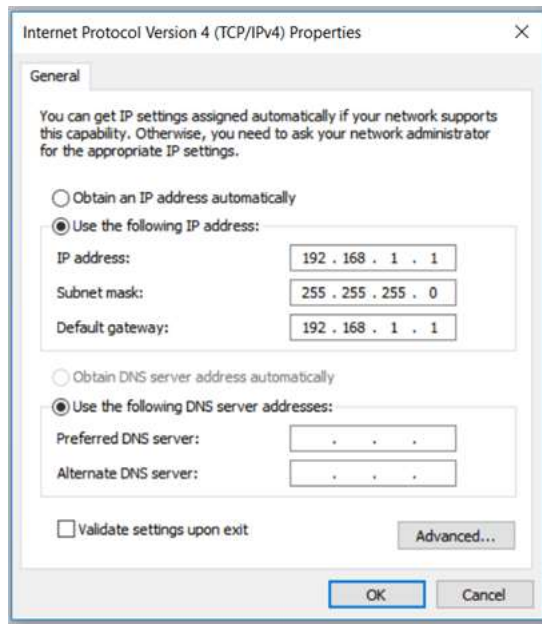 Internet Protocol Version 4 (TCP/IPv4) Properties
General
You can get IP settings assigned automatically if your network supports
this capability. Otherwise, you need to ask your network administrator
for the appropriate IP settings.
Obtain an IP address automatically
Use the following IP address:
IP address: 192 . 168 . 1 . 1
Subnet mask: 255 . 255 . 255 . 0
Default gateway: 192 . 168 . 1 . 1
Obtain DNS server address automatically
Use the following DNS server addresses:
Preferred DNS server: . . .
Alternate DNS server: . . .
Validate settings upon exit
Advanced...
OK Cancel